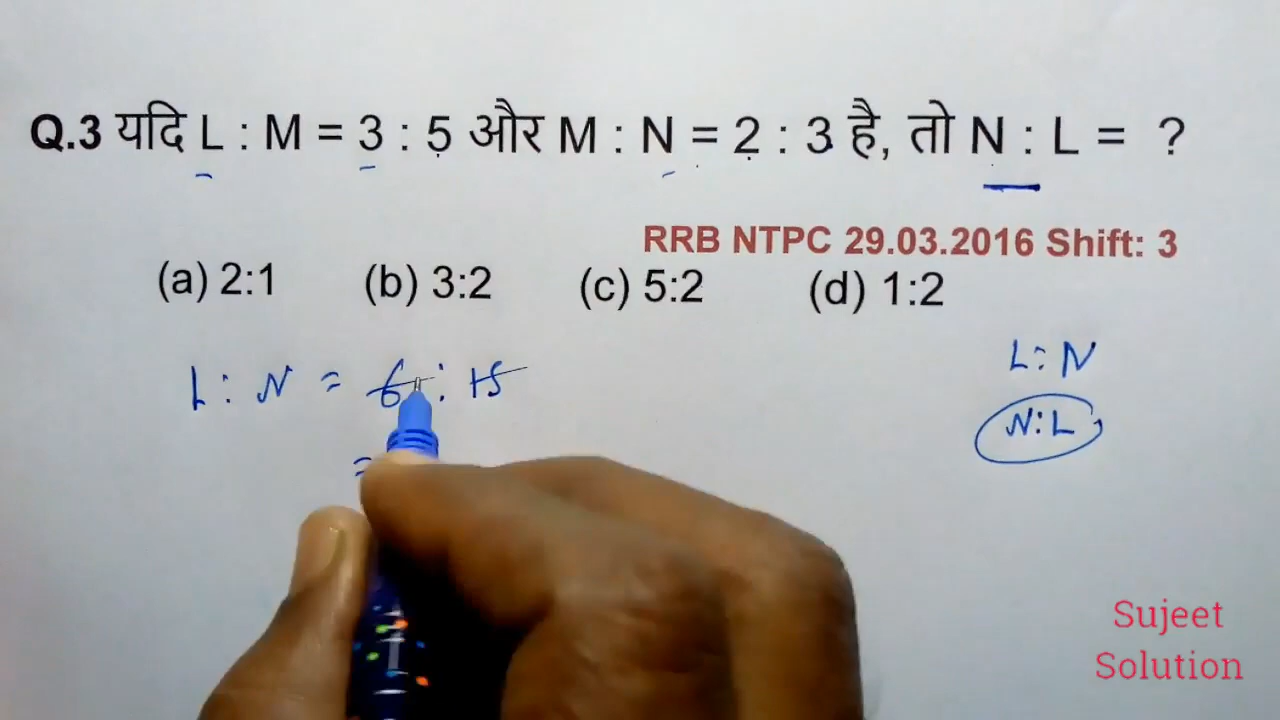 Q.3 यदि L : M = 3 : 5 और M : N = 2 : 3 है, तो N : L = ?
RRB NTPC 29.03.2016 Shift: 3
(a) 2:1 (b) 3:2 (c) 5:2 (d) 1:2
L : N
L : N = 6 : 15
N : L
=
Sujeet
Solution